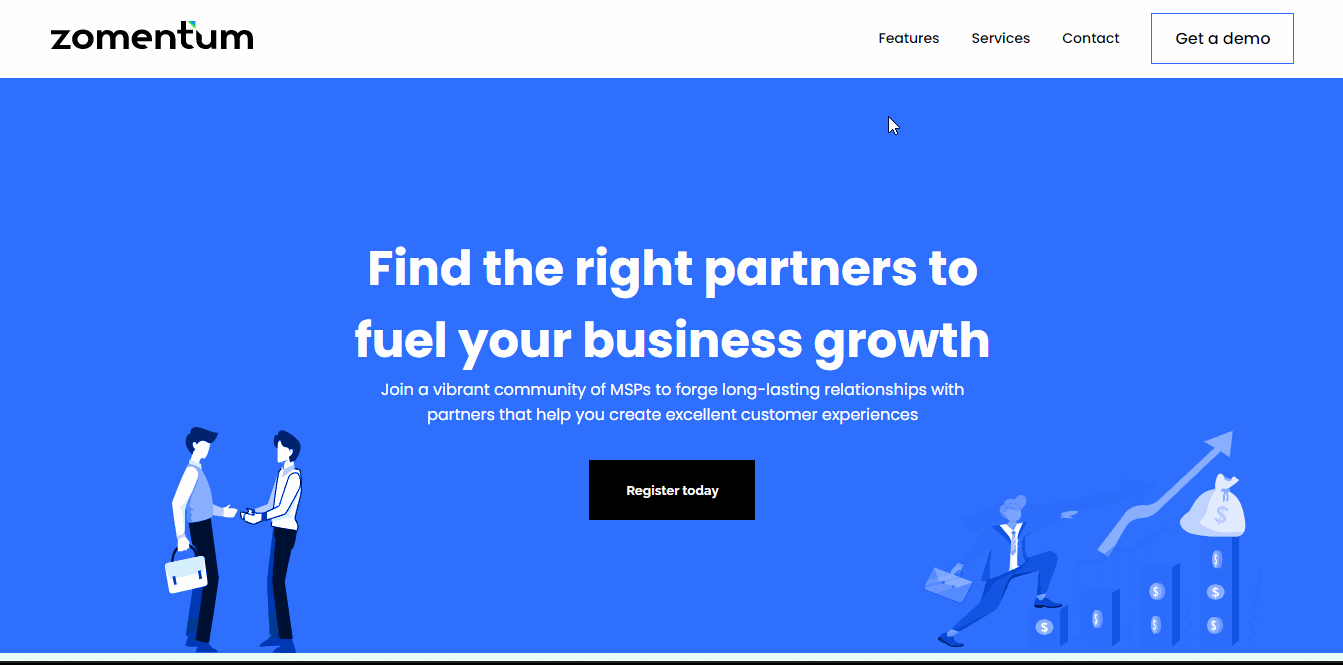 zomentum
Features Services Contact Get a demo
Find the right partners to
fuel your business growth
Join a vibrant community of MSPs to forge long-lasting relationships with
partners that help you create excellent customer experiences
Register today
$
$
$
$
$
$
$
$